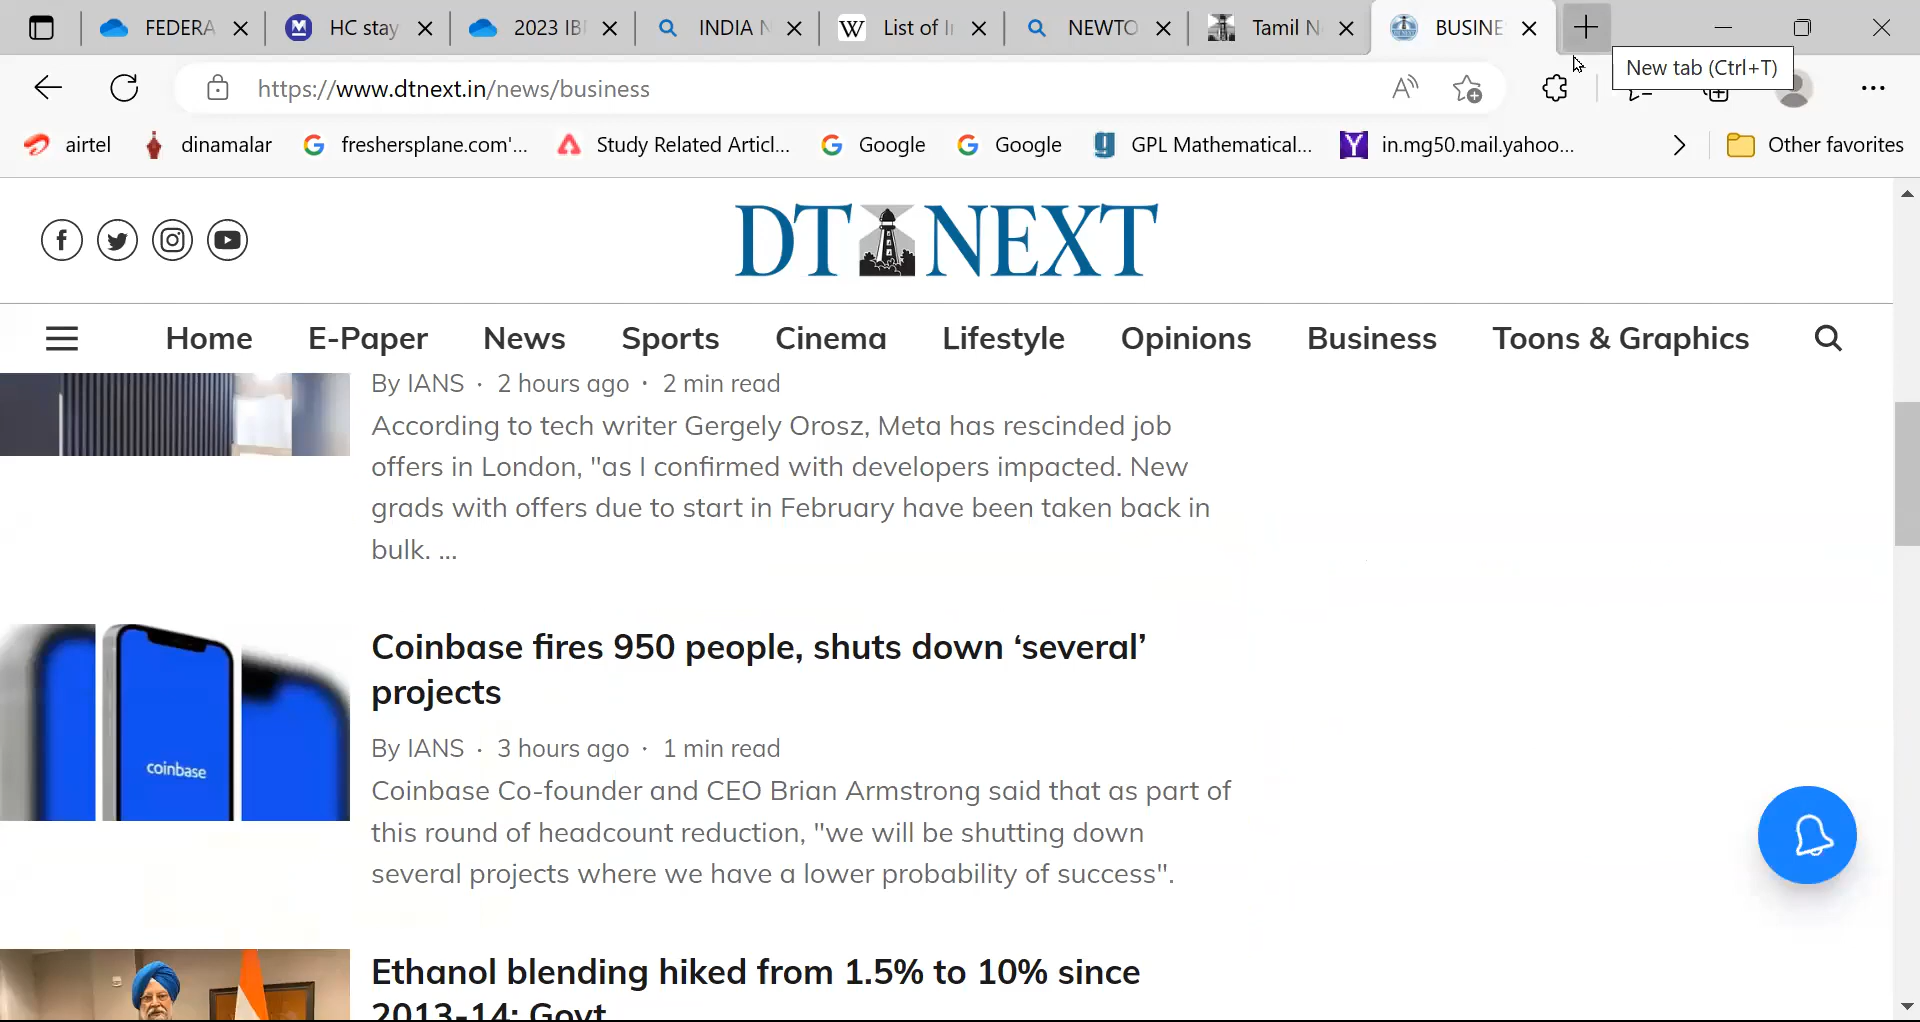 FEDERA
HC stay
2023 IB
INDIA N
List of I
NEWTO
Tamil N
BUSINE
New tab (Ctrl+T)
https://www.dtnext.in/news/business
airtel
dinamalar
freshersplane.com'...
Study Related Articl...
Google
Google
GPL Mathematical...
in.mg50.mail.yahoo...
Other favorites
DT NEXT
Home
E-Paper
News
Sports
Cinema
Lifestyle
Opinions
Business
Toons & Graphics
By IANS · 2 hours ago · 2 min read
According to tech writer Gergely Orosz, Meta has rescinded job
offers in London, "as I confirmed with developers impacted. New
grads with offers due to start in February have been taken back in
bulk. ...
coinbase
Coinbase fires 950 people, shuts down ‘several’
projects
By IANS · 3 hours ago · 1 min read
Coinbase Co-founder and CEO Brian Armstrong said that as part of
this round of headcount reduction, "we will be shutting down
several projects where we have a lower probability of success".
Ethanol blending hiked from 1.5% to 10% since
2013-14: Govt